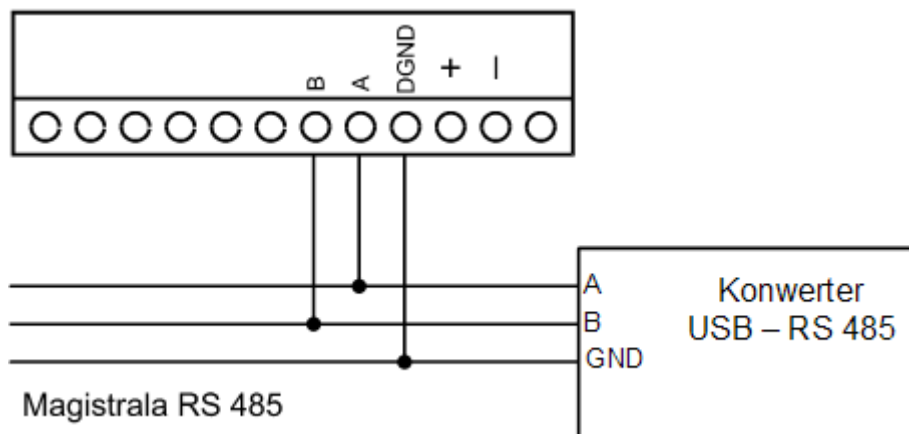 B A DGND + –
A
B
GND
Konwerter
USB – RS 485
Magistrala RS 485